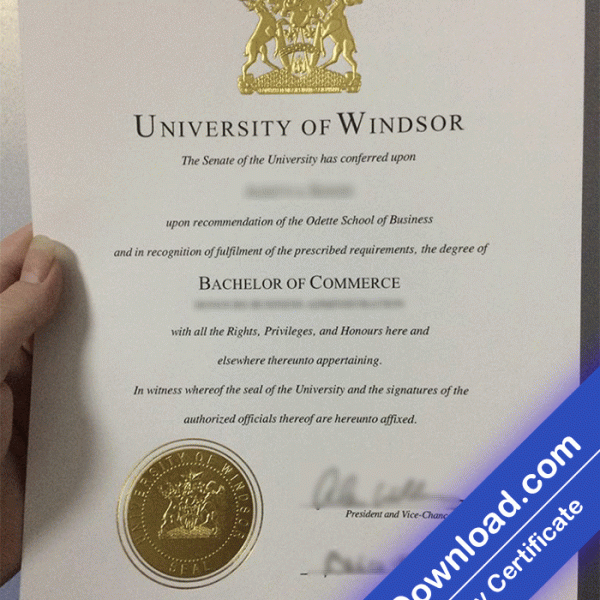 UNIVERSITY OF WINDSOR
The Senate of the University has conferred upon
upon recommendation of the Odette School of Business
and in recognition of fulfilment of the prescribed requirements, the degree of
BACHELOR OF COMMERCE
with all the Rights, Privileges, and Honours here and
elsewhere thereunto appertaining.
In witness whereof the seal of the University and the signatures of the
authorized officials thereof are hereunto affixed.
UNIVERSITY OF WINDSOR
SEAL
President and Vice-Chanc
ownload.com
y Certificate